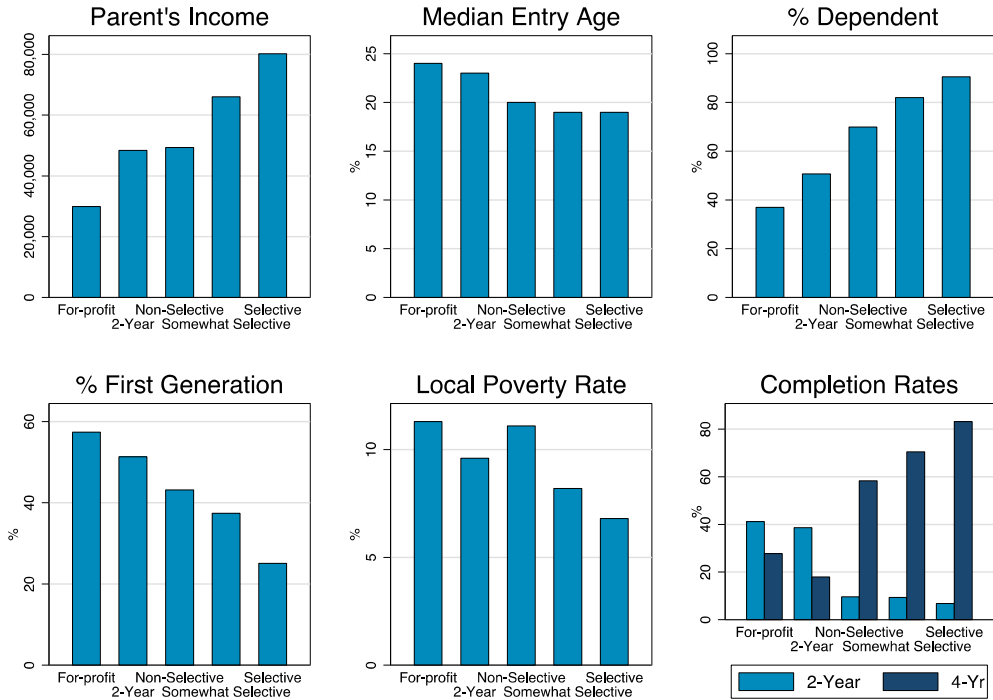 Parent's Income
80,000
60,000
40,000
20,000
0
For-profit Non-Selective Selective
2-Year Somewhat Selective
Median Entry Age
%
25
20
15
10
5
0
For-profit Non-Selective Selective
2-Year Somewhat Selective
% Dependent
%
100
80
60
40
20
0
For-profit Non-Selective Selective
2-Year Somewhat Selective
% First Generation
%
60
40
20
0
For-profit Non-Selective Selective
2-Year Somewhat Selective
Local Poverty Rate
%
10
5
0
For-profit Non-Selective Selective
2-Year Somewhat Selective
Completion Rates
%
80
60
40
20
0
For-profit Non-Selective Selective
2-Year Somewhat Selective
2-Year 4-Yr